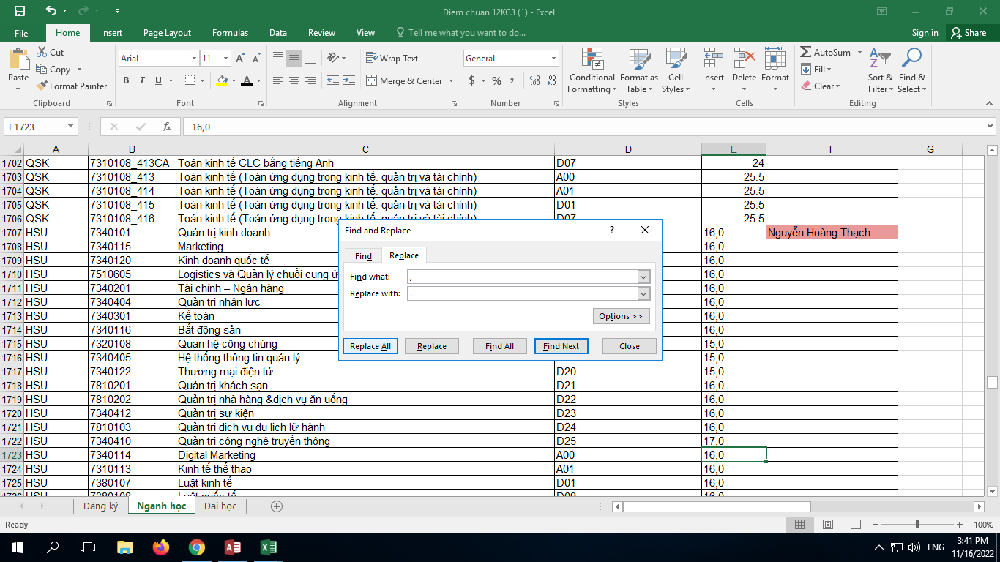 Diem chuan 12KC3 (1) - Excel
File Home Insert Page Layout Formulas Data Review View Tell me what you want to do... Sign in Share
Cut
Copy
Format Painter
Paste
Clipboard
Arial 11
B I U
Font
Wrap Text
Merge & Center
Alignment
General
$ % ,
Number
Conditional Formatting
Format as Table
Cell Styles
Styles
Insert Delete Format
Cells
AutoSum
Fill
Clear
Sort & Filter
Find & Select
Editing
E1723 fx 16,0
A B C D E F G
1702 QSK 7310108_413CA Toán kinh tế CLC bằng tiếng Anh D07 24
1703 QSK 7310108_413 Toán kinh tế (Toán ứng dụng trong kinh tế. quản trị và tài chính) A00 25.5
1704 QSK 7310108_414 Toán kinh tế (Toán ứng dụng trong kinh tế. quản trị và tài chính) A01 25.5
1705 QSK 7310108_415 Toán kinh tế (Toán ứng dụng trong kinh tế. quản trị và tài chính) D01 25.5
1706 QSK 7310108_416 Toán kinh tế (Toán ứng dụng trong kinh tế. quản trị và tài chính) D07 25.5
1707 HSU 7340101 Quản trị kinh doanh 16,0 Nguyễn Hoàng Thạch
1708 HSU 7340115 Marketing 16,0
1709 HSU 7340120 Kinh doanh quốc tế 16,0
1710 HSU 7510605 Logistics và Quản lý chuỗi cung ứ 16,0
1711 HSU 7340201 Tài chính – Ngân hàng 16,0
1712 HSU 7340404 Quản trị nhân lực 16,0
1713 HSU 7340301 Kế toán 16,0
1714 HSU 7340116 Bất động sản 16,0
1715 HSU 7320108 Quan hệ công chúng 15,0
1716 HSU 7340405 Hệ thống thông tin quản lý 15,0
1717 HSU 7340122 Thương mại điện tử D20 15,0
1718 HSU 7810201 Quản trị khách sạn D21 16,0
1719 HSU 7810202 Quản trị nhà hàng &dịch vụ ăn uống D22 16,0
1720 HSU 7340412 Quản trị sự kiện D23 16,0
1721 HSU 7810103 Quản trị dịch vụ du lịch lữ hành D24 16,0
1722 HSU 7340410 Quản trị công nghệ truyền thông D25 17,0
1723 HSU 7340114 Digital Marketing A00 16,0
1724 HSU 7310113 Kinh tế thể thao A01 16,0
1725 HSU 7380107 Luật kinh tế D01 16,0
Find and Replace ?
Find Replace
Find what: ,
Replace with: .
Options >>
Replace All Replace Find All Find Next Close
Đăng ký Nganh học Dai học
Ready 100%
ENG
3:41 PM
11/16/2022